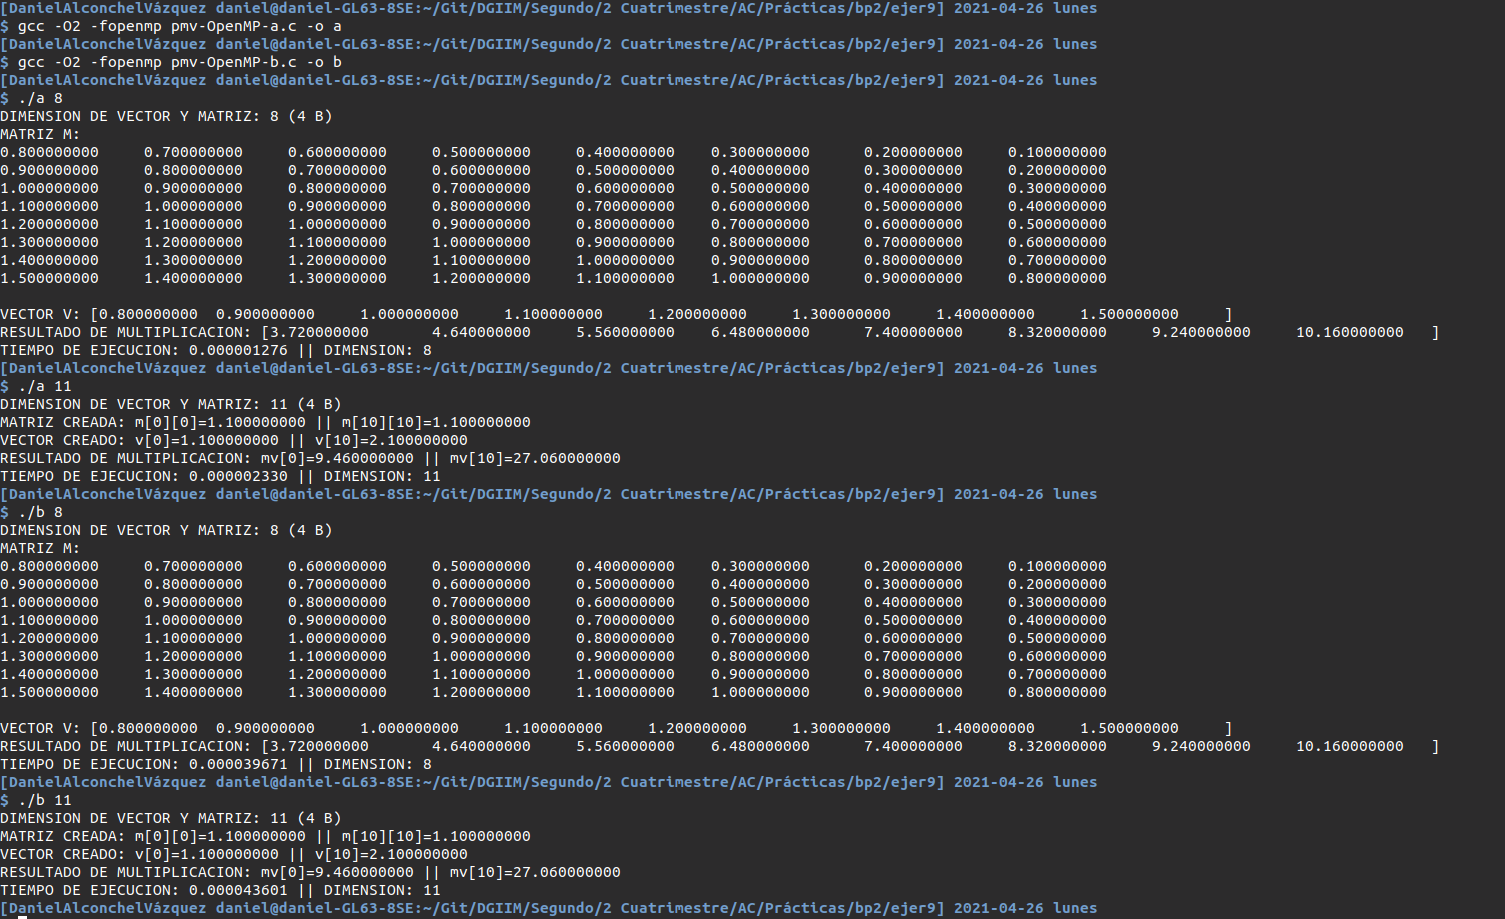 [DanielAlconchelVázquez daniel@daniel-GL63-8SE:~/Git/DGIIM/Segundo/2 Cuatrimestre/AC/Prácticas/bp2/ejer9] 2021-04-26 lunes
$ gcc -O2 -fopenmp pmv-OpenMP-a.c -o a
[DanielAlconchelVázquez daniel@daniel-GL63-8SE:~/Git/DGIIM/Segundo/2 Cuatrimestre/AC/Prácticas/bp2/ejer9] 2021-04-26 lunes
$ gcc -O2 -fopenmp pmv-OpenMP-b.c -o b
[DanielAlconchelVázquez daniel@daniel-GL63-8SE:~/Git/DGIIM/Segundo/2 Cuatrimestre/AC/Prácticas/bp2/ejer9] 2021-04-26 lunes
$ ./a 8
DIMENSION DE VECTOR Y MATRIZ: 8 (4 B)
MATRIZ M:
0.800000000 0.700000000 0.600000000 0.500000000 0.400000000 0.300000000 0.200000000 0.100000000
0.900000000 0.800000000 0.700000000 0.600000000 0.500000000 0.400000000 0.300000000 0.200000000
1.000000000 0.900000000 0.800000000 0.700000000 0.600000000 0.500000000 0.400000000 0.300000000
1.100000000 1.000000000 0.900000000 0.800000000 0.700000000 0.600000000 0.500000000 0.400000000
1.200000000 1.100000000 1.000000000 0.900000000 0.800000000 0.700000000 0.600000000 0.500000000
1.300000000 1.200000000 1.100000000 1.000000000 0.900000000 0.800000000 0.700000000 0.600000000
1.400000000 1.300000000 1.200000000 1.100000000 1.000000000 0.900000000 0.800000000 0.700000000
1.500000000 1.400000000 1.300000000 1.200000000 1.100000000 1.000000000 0.900000000 0.800000000
VECTOR V: [0.800000000 0.900000000 1.000000000 1.100000000 1.200000000 1.300000000 1.400000000 1.500000000 ]
RESULTADO DE MULTIPLICACION: [3.720000000 4.640000000 5.560000000 6.480000000 7.400000000 8.320000000 9.240000000 10.160000000 ]
TIEMPO DE EJECUCION: 0.000001276 || DIMENSION: 8
[DanielAlconchelVázquez daniel@daniel-GL63-8SE:~/Git/DGIIM/Segundo/2 Cuatrimestre/AC/Prácticas/bp2/ejer9] 2021-04-26 lunes
$ ./a 11
DIMENSION DE VECTOR Y MATRIZ: 11 (4 B)
MATRIZ CREADA: m[0][0]=1.100000000 || m[10][10]=1.100000000
VECTOR CREADO: v[0]=1.100000000 || v[10]=2.100000000
RESULTADO DE MULTIPLICACION: mv[0]=9.460000000 || mv[10]=27.060000000
TIEMPO DE EJECUCION: 0.000002330 || DIMENSION: 11
[DanielAlconchelVázquez daniel@daniel-GL63-8SE:~/Git/DGIIM/Segundo/2 Cuatrimestre/AC/Prácticas/bp2/ejer9] 2021-04-26 lunes
$ ./b 8
DIMENSION DE VECTOR Y MATRIZ: 8 (4 B)
MATRIZ M:
0.800000000 0.700000000 0.600000000 0.500000000 0.400000000 0.300000000 0.200000000 0.100000000
0.900000000 0.800000000 0.700000000 0.600000000 0.500000000 0.400000000 0.300000000 0.200000000
1.000000000 0.900000000 0.800000000 0.700000000 0.600000000 0.500000000 0.400000000 0.300000000
1.100000000 1.000000000 0.900000000 0.800000000 0.700000000 0.600000000 0.500000000 0.400000000
1.200000000 1.100000000 1.000000000 0.900000000 0.800000000 0.700000000 0.600000000 0.500000000
1.300000000 1.200000000 1.100000000 1.000000000 0.900000000 0.800000000 0.700000000 0.600000000
1.400000000 1.300000000 1.200000000 1.100000000 1.000000000 0.900000000 0.800000000 0.700000000
1.500000000 1.400000000 1.300000000 1.200000000 1.100000000 1.000000000 0.900000000 0.800000000
VECTOR V: [0.800000000 0.900000000 1.000000000 1.100000000 1.200000000 1.300000000 1.400000000 1.500000000 ]
RESULTADO DE MULTIPLICACION: [3.720000000 4.640000000 5.560000000 6.480000000 7.400000000 8.320000000 9.240000000 10.160000000 ]
TIEMPO DE EJECUCION: 0.000039671 || DIMENSION: 8
[DanielAlconchelVázquez daniel@daniel-GL63-8SE:~/Git/DGIIM/Segundo/2 Cuatrimestre/AC/Prácticas/bp2/ejer9] 2021-04-26 lunes
$ ./b 11
DIMENSION DE VECTOR Y MATRIZ: 11 (4 B)
MATRIZ CREADA: m[0][0]=1.100000000 || m[10][10]=1.100000000
VECTOR CREADO: v[0]=1.100000000 || v[10]=2.100000000
RESULTADO DE MULTIPLICACION: mv[0]=9.460000000 || mv[10]=27.060000000
TIEMPO DE EJECUCION: 0.000043601 || DIMENSION: 11
[DanielAlconchelVázquez daniel@daniel-GL63-8SE:~/Git/DGIIM/Segundo/2 Cuatrimestre/AC/Prácticas/bp2/ejer9] 2021-04-26 lunes